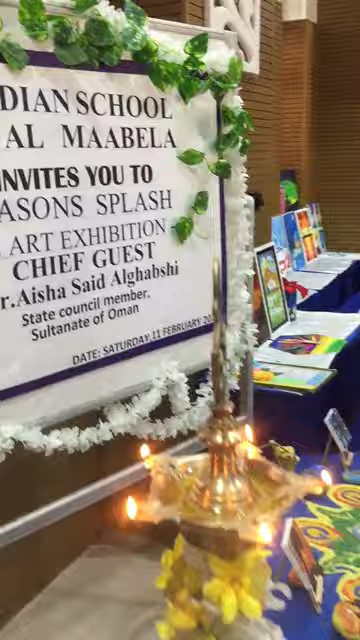 DIAN SCHOOL
AL MAABELA
INVITES YOU TO
ASONS SPLASH
ART EXHIBITION
CHIEF GUEST
r.Aisha Said Alghabshi
State council member.
Sultanate of Oman
DATE: SATURDAY,11 FEBRUARY 20